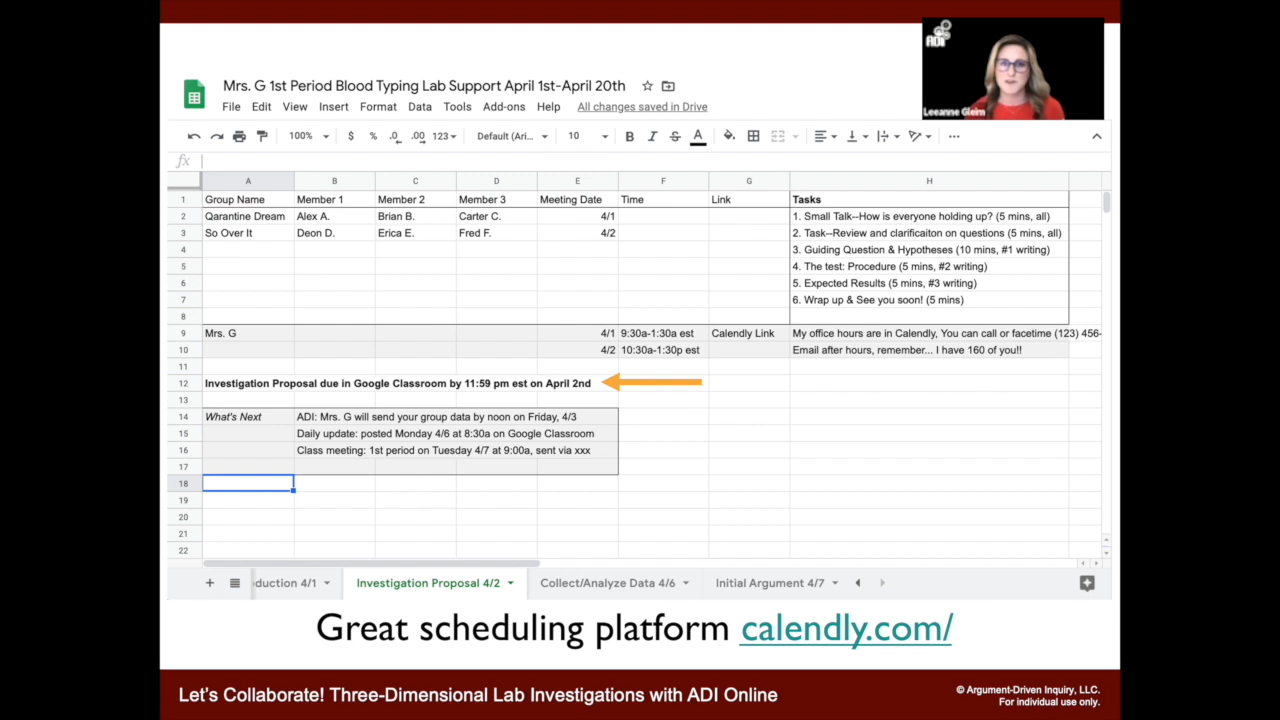 ADI
Leeanne Gleim
Mrs. G 1st Period Blood Typing Lab Support April 1st-April 20th
File Edit View Insert Format Data Tools Add-ons Help All changes saved in Drive
100% $ % .0 .00 123 Default (Ari... 10 B I S A ...
fx
A B C D E F G H
1 Group Name Member 1 Member 2 Member 3 Meeting Date Time Link Tasks
2 Qarantine Dream Alex A. Brian B. Carter C. 4/1 1. Small Talk--How is everyone holding up? (5 mins, all)
3 So Over It Deon D. Erica E. Fred F. 4/2 2. Task--Review and clarificaiton on questions (5 mins, all)
4 3. Guiding Question & Hypotheses (10 mins, #1 writing)
5 4. The test: Procedure (5 mins, #2 writing)
6 5. Expected Results (5 mins, #3 writing)
7 6. Wrap up & See you soon! (5 mins)
8
9 Mrs. G 4/1 9:30a-1:30a est Calendly Link My office hours are in Calendly, You can call or facetime (123) 456-
10 4/2 10:30a-1:30p est Email after hours, remember... I have 160 of you!!
11
12 Investigation Proposal due in Google Classroom by 11:59 pm est on April 2nd
13
14 What's Next ADI: Mrs. G will send your group data by noon on Friday, 4/3
15 Daily update: posted Monday 4/6 at 8:30a on Google Classroom
16 Class meeting: 1st period on Tuesday 4/7 at 9:00a, sent via xxx
17
18
19
20
21
22
+ duction 4/1 Investigation Proposal 4/2 Collect/Analyze Data 4/6 Initial Argument 4/7
Great scheduling platform calendly.com/
Let's Collaborate! Three-Dimensional Lab Investigations with ADI Online
© Argument-Driven Inquiry, LLC.
For individual use only.